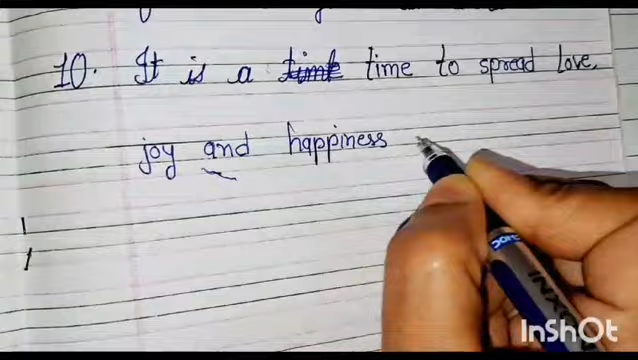 10. It is a time time to spread love,
joy and happiness
InShOt